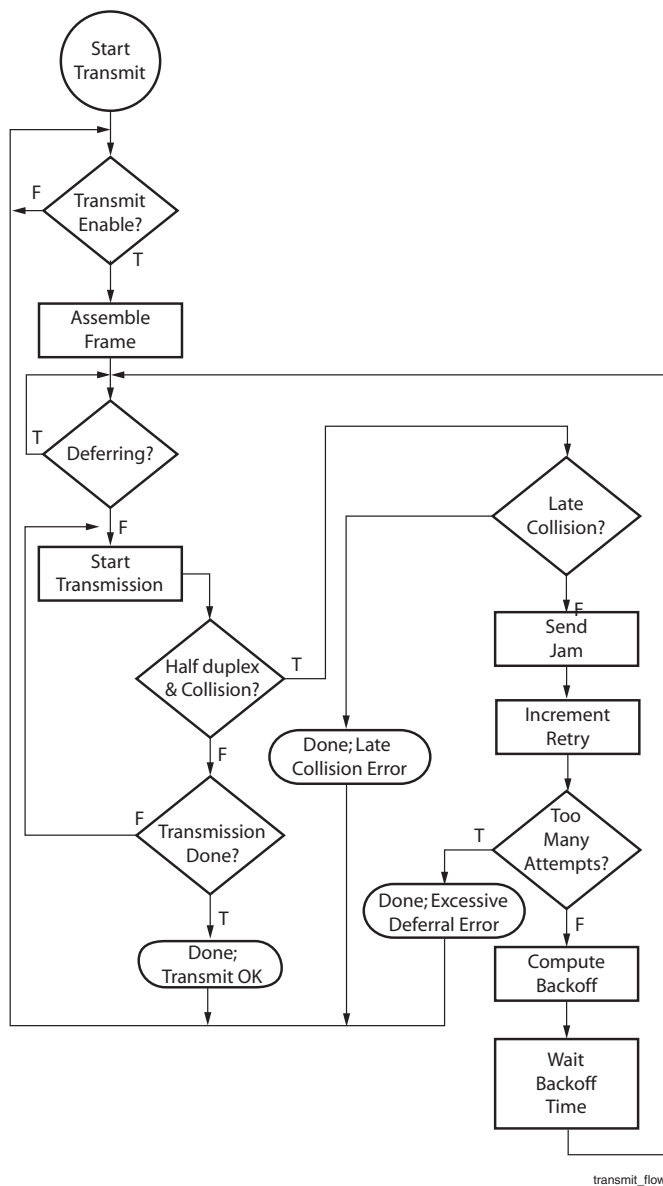 Start
Transmit
F
Transmit
Enable?
T
Assemble
Frame
T
Deferring?
F
Start
Transmission
Half duplex
& Collision?
T
F
F
Transmission
Done?
T
Done;
Transmit OK
Late
Collision?
F
Send
Jam
Increment
Retry
Done; Late
Collision Error
Too
Many
Attempts?
T
Done; Excessive
Deferral Error
F
Compute
Backoff
Wait
Backoff
Time
transmit_flow